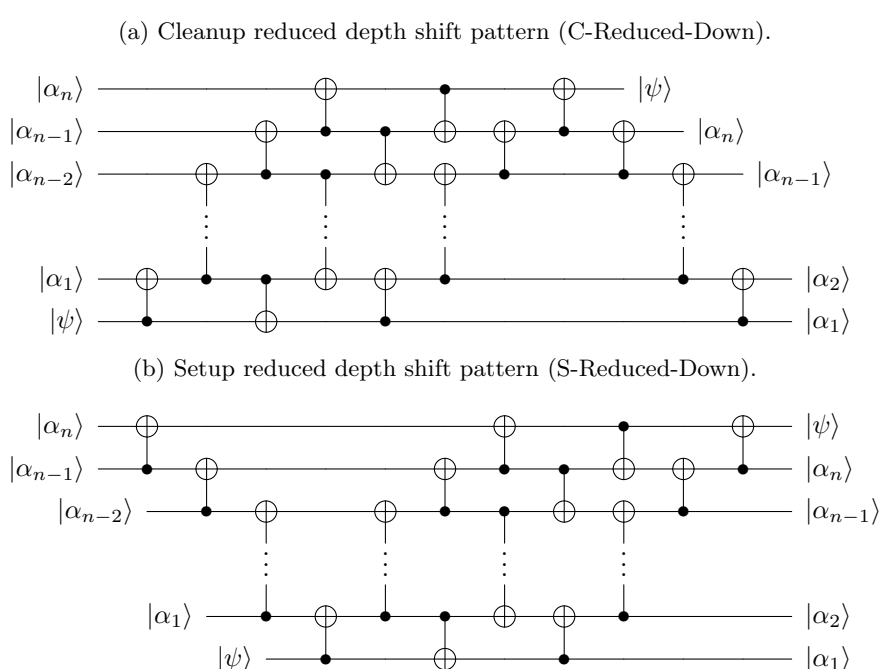 (a) Cleanup reduced depth shift pattern (C-Reduced-Down).
|αₙ⟩ |ψ⟩
|αₙ₋₁⟩ |αₙ⟩
|αₙ₋₂⟩ |αₙ₋₁⟩
|α₁⟩ |α₂⟩
|ψ⟩ |α₁⟩
(b) Setup reduced depth shift pattern (S-Reduced-Down).
|αₙ⟩ |ψ⟩
|αₙ₋₁⟩ |αₙ⟩
|αₙ₋₂⟩ |αₙ₋₁⟩
|α₁⟩ |α₂⟩
|ψ⟩ |α₁⟩